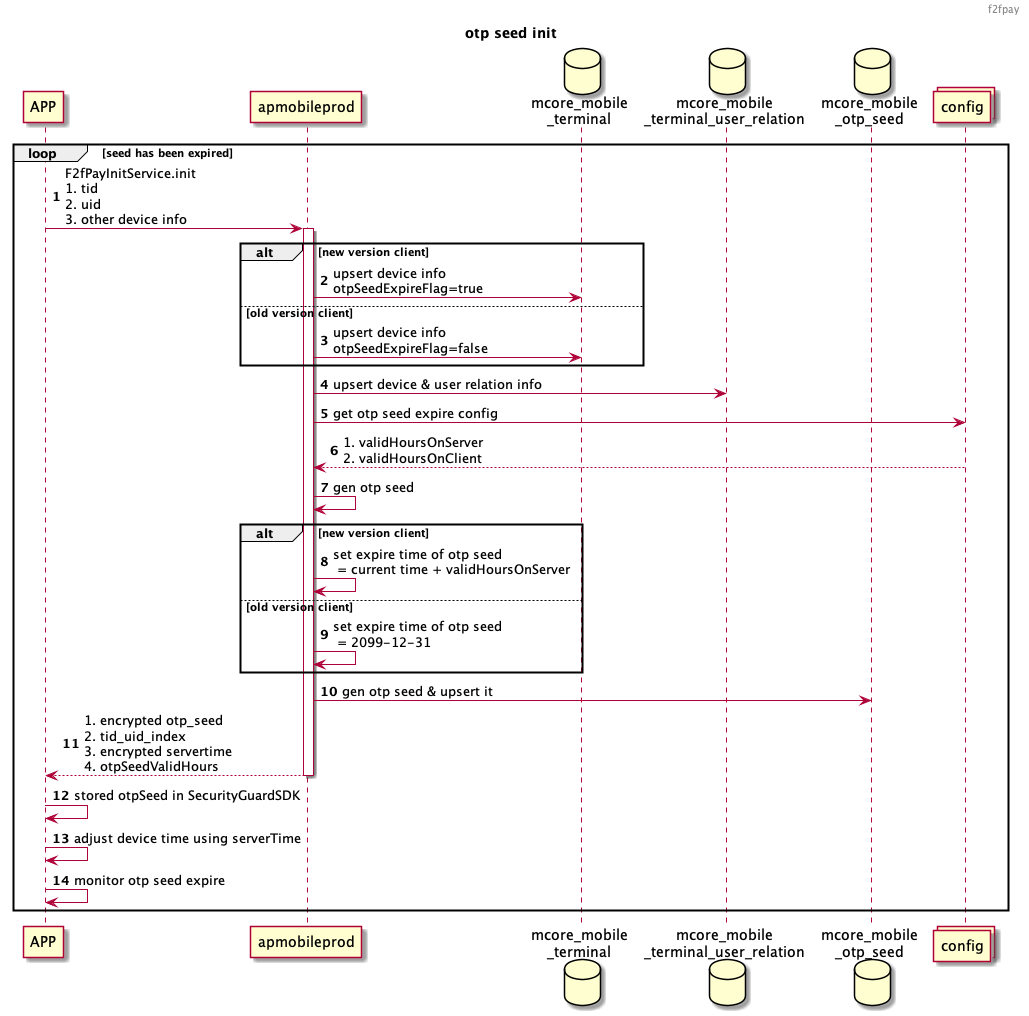 f2fpay
otp seed init
APP
apmobileprod
mcore_mobile
_terminal
mcore_mobile
_terminal_user_relation
mcore_mobile
_otp_seed
config
loop [seed has been expired]
F2fPayInitService.init
1 1. tid
2. uid
3. other device info
alt [new version client]
2 upsert device info
otpSeedExpireFlag=true
[old version client]
3 upsert device info
otpSeedExpireFlag=false
4 upsert device & user relation info
5 get otp seed expire config
6 1. validHoursOnServer
2. validHoursOnClient
7 gen otp seed
alt [new version client]
8 set expire time of otp seed
= current time + validHoursOnServer
[old version client]
9 set expire time of otp seed
= 2099-12-31
10 gen otp seed & upsert it
11 1. encrypted otp_seed
2. tid_uid_index
3. encrypted servertime
4. otpSeedValidHours
12 stored otpSeed in SecurityGuardSDK
13 adjust device time using serverTime
14 monitor otp seed expire
APP
apmobileprod
mcore_mobile
_terminal
mcore_mobile
_terminal_user_relation
mcore_mobile
_otp_seed
config